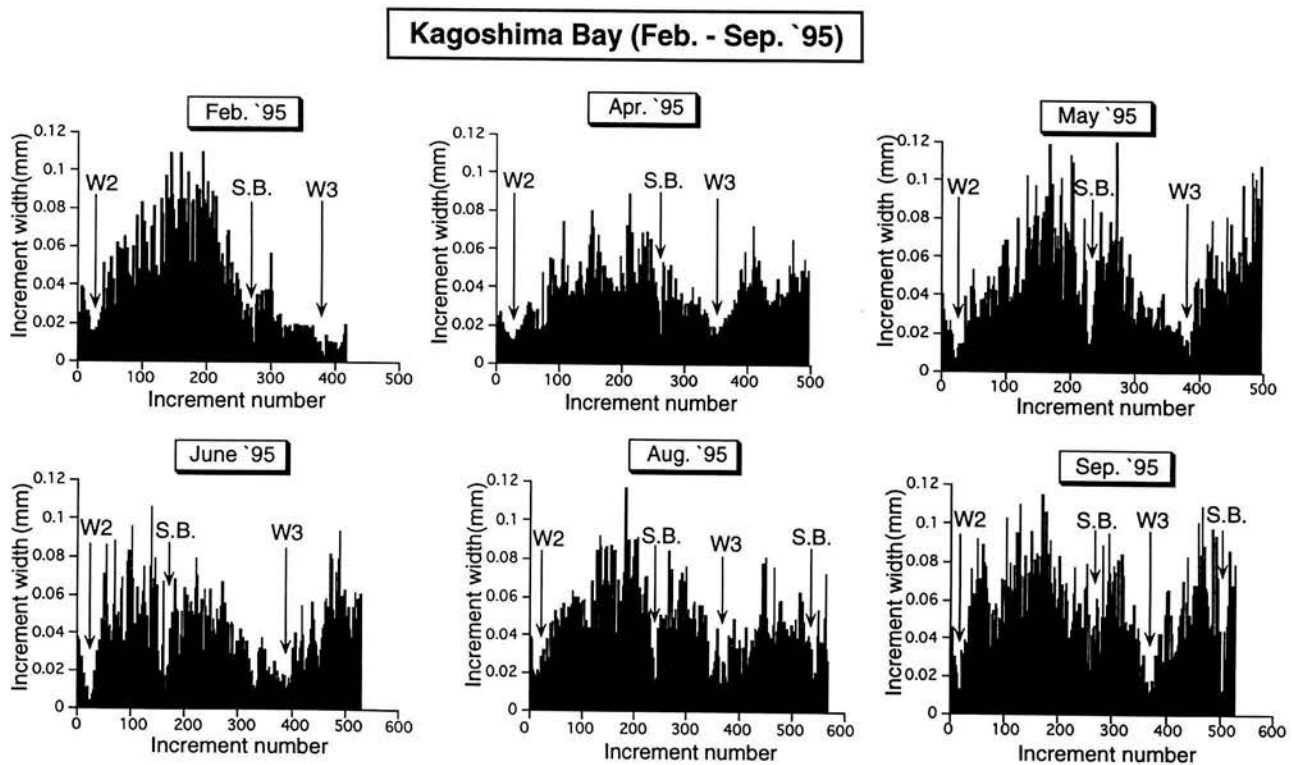 Kagoshima Bay (Feb. - Sep. `95)
Feb. `95
Increment width(mm)
0.12
0.1
0.08
0.06
0.04
0.02
0
W2
S.B.
W3
0 100 200 300 400 500
Increment number
Apr. `95
Increment width(mm)
0.12
0.1
0.08
0.06
0.04
0.02
0
W2
S.B.
W3
0 100 200 300 400 500
Increment number
May `95
Increment width (mm)
0.12
0.1
0.08
0.06
0.04
0.02
0
W2
S.B.
W3
0 100 200 300 400 500
Increment number
June `95
Increment width (mm)
0.12
0.1
0.08
0.06
0.04
0.02
0
W2
S.B.
W3
0 100 200 300 400 500 600
Increment number
Aug. `95
Increment width (mm)
0.12
0.1
0.08
0.06
0.04
0.02
0
W2
S.B.
W3
S.B.
0 100 200 300 400 500 600
Increment number
Sep. `95
Increment width(mm)
0.12
0.1
0.08
0.06
0.04
0.02
0
W2
S.B.
W3
S.B.
0 100 200 300 400 500 600
Increment number